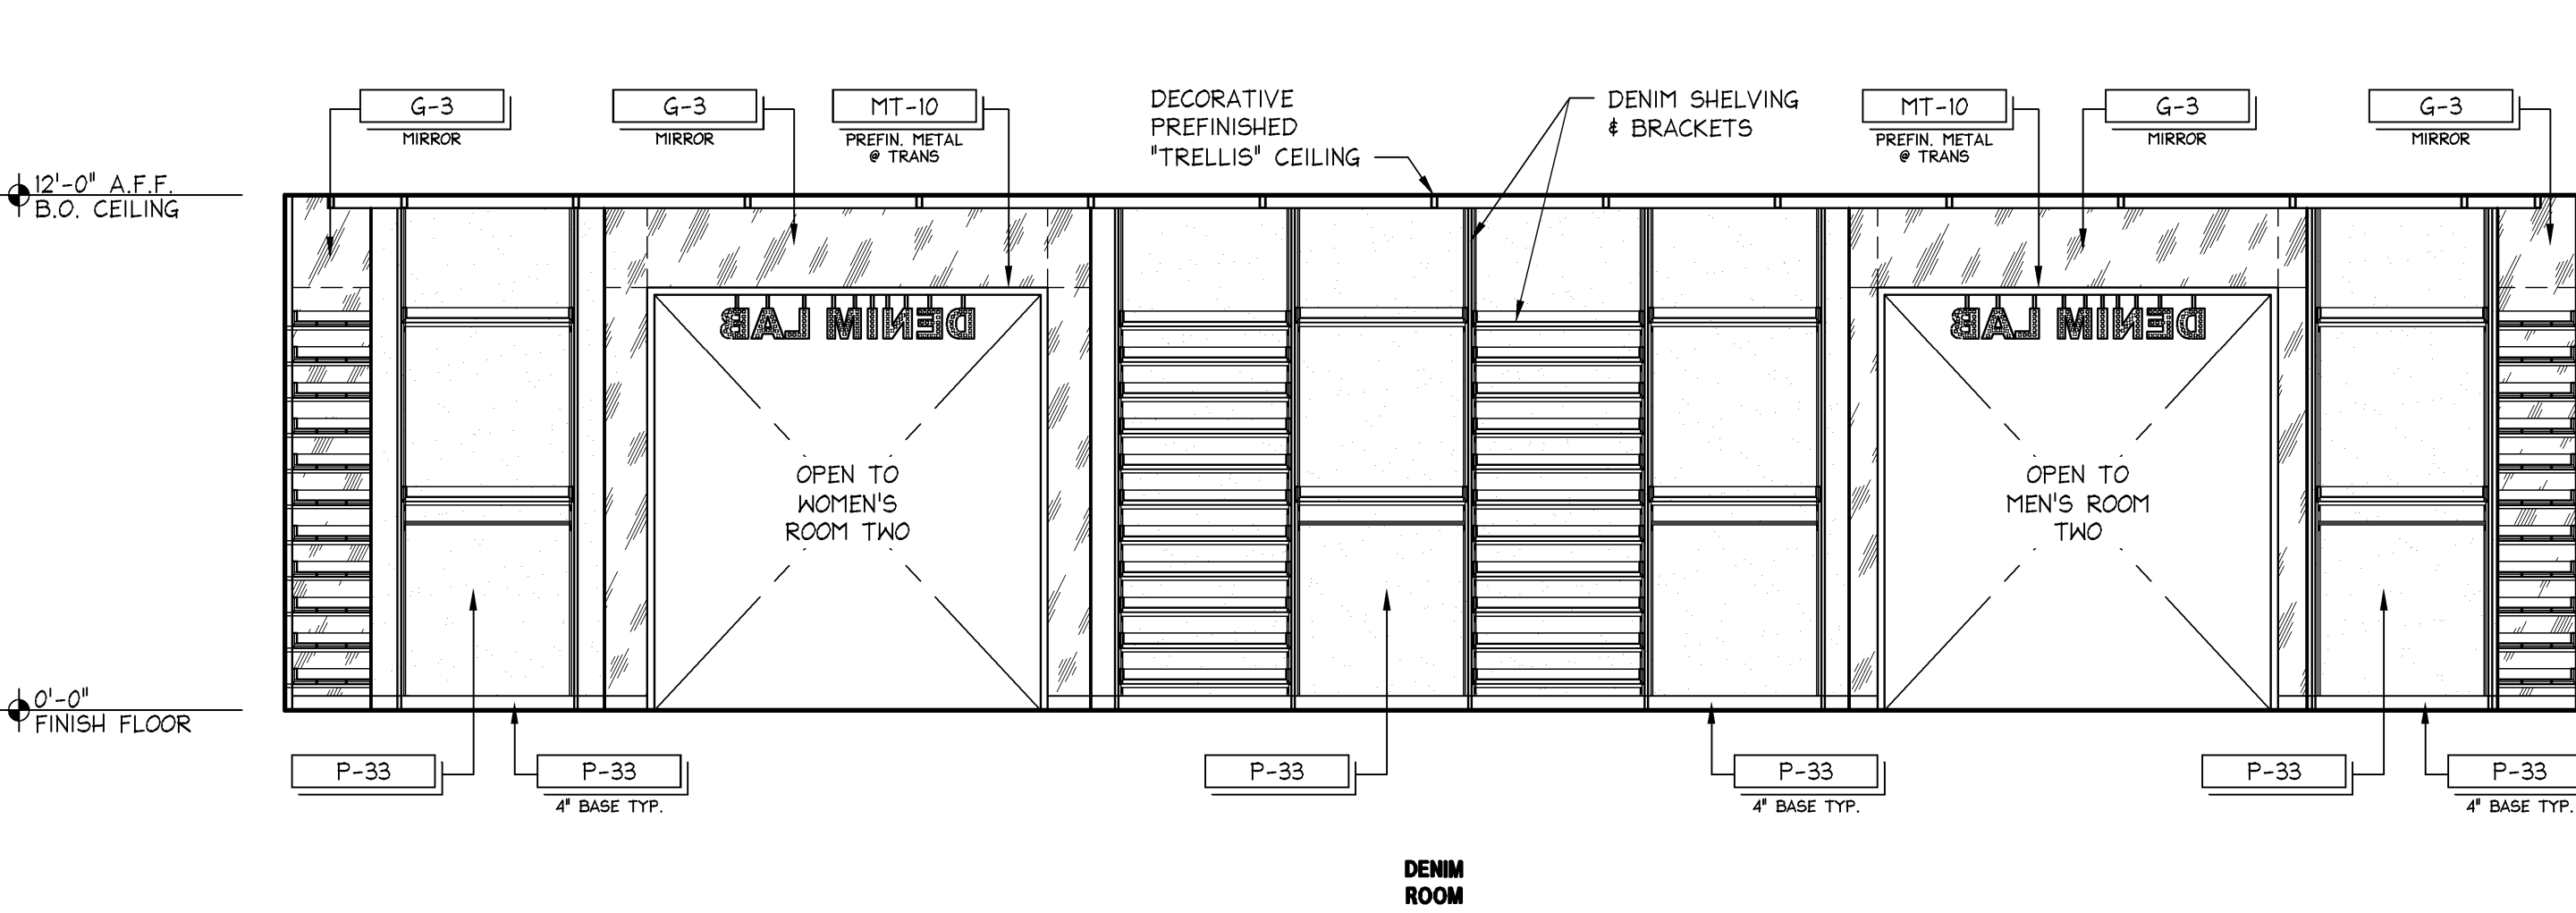 G-3
MIRROR
G-3
MIRROR
MT-10
PREFIN. METAL
@ TRANS
DECORATIVE
PREFINISHED
"TRELLIS" CEILING
DENIM SHELVING
& BRACKETS
MT-10
PREFIN. METAL
@ TRANS
G-3
MIRROR
G-3
MIRROR
12'-0" A.F.F.
B.O. CEILING
DENIM LAB
DENIM LAB
OPEN TO
WOMEN'S
ROOM TWO
OPEN TO
MEN'S ROOM
TWO
0'-0"
FINISH FLOOR
P-33
P-33
4" BASE TYP.
P-33
P-33
4" BASE TYP.
P-33
P-33
4" BASE TYP.
DENIM
ROOM